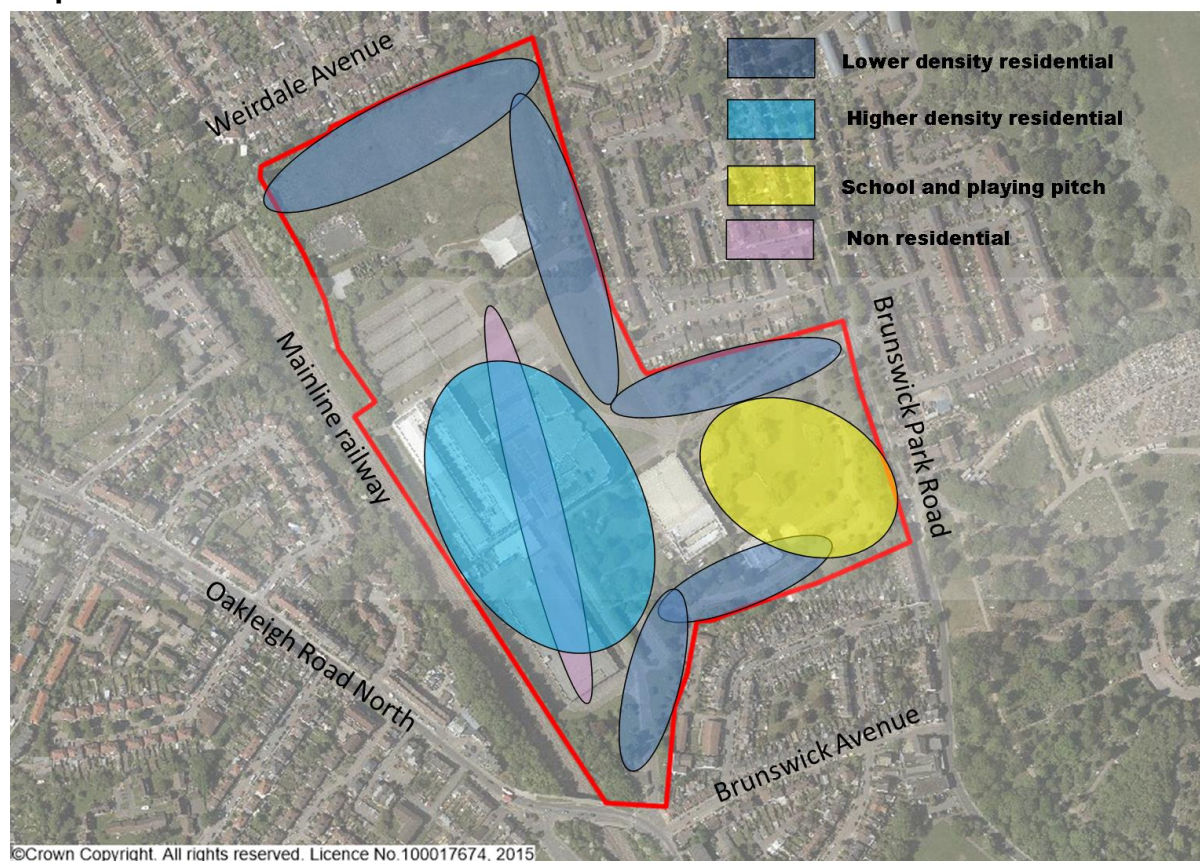 Weirdale Avenue
Lower density residential
Higher density residential
School and playing pitch
Non residential
Mainline railway
Brunswick Park Road
Oakleigh Road North
Brunswick Avenue
©Crown Copyright. All rights reserved. Licence No.100017674, 2015